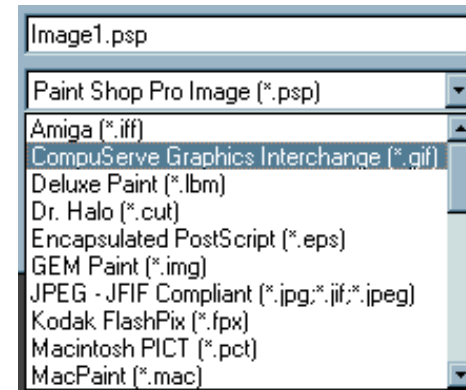 Image1.psp
Paint Shop Pro Image (*.psp)
Amiga (*.iff)
CompuServe Graphics Interchange (*.gif)
Deluxe Paint (*.lbm)
Dr. Halo (*.cut)
Encapsulated PostScript (*.eps)
GEM Paint (*.img)
JPEG - JFIF Compliant (*.jpg;*.jif;*.jpeg)
Kodak FlashPix (*.fpx)
Macintosh PICT (*.pct)
MacPaint (*.mac)